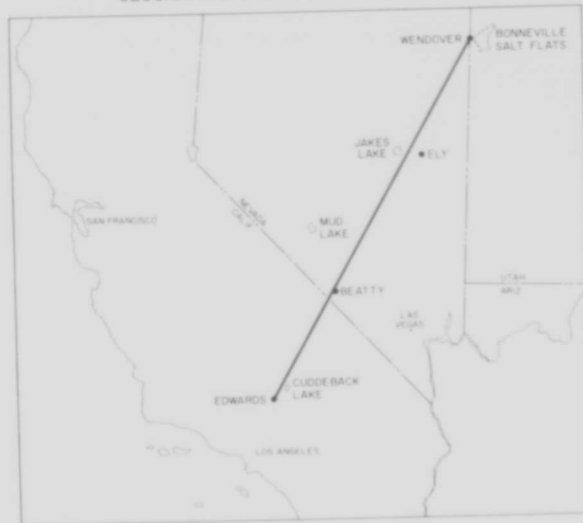 WENDOVER
BONNEVILLE
SALT FLATS
JAKES
LAKE
ELY
SAN FRANCISCO
NEVADA
CALIF
MUD
LAKE
BEATTY
UTAH
ARIZ
LAS
VEGAS
CUDDEBACK
LAKE
EDWARDS
LOS ANGELES